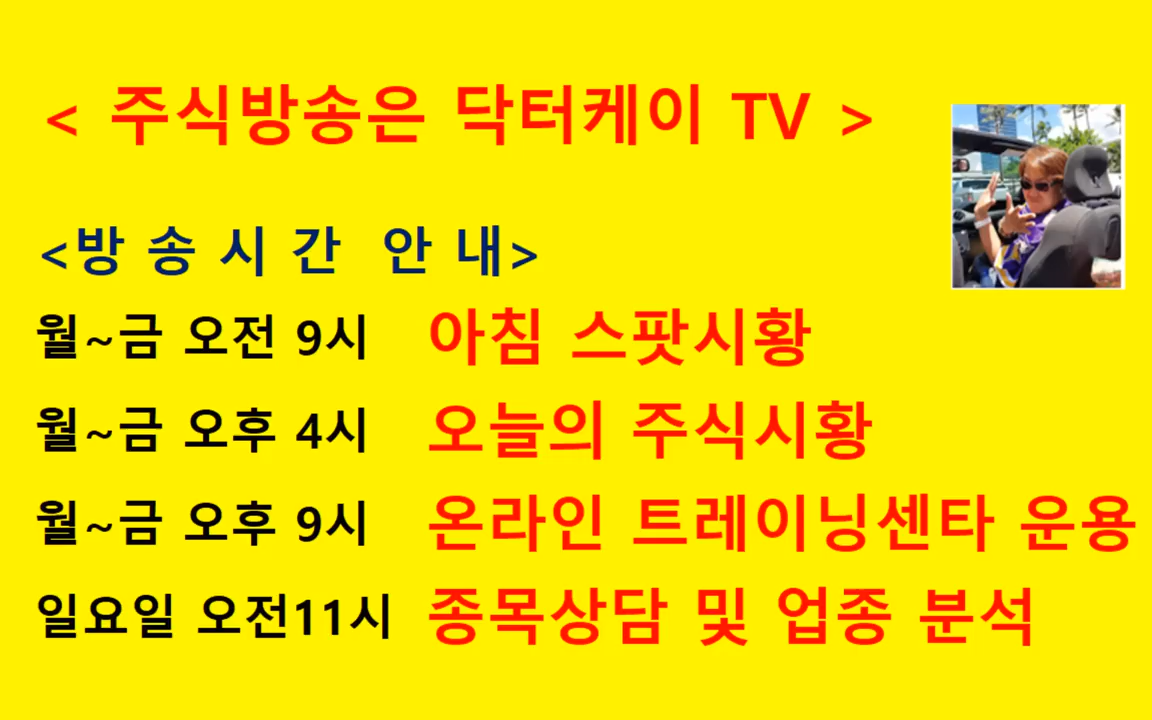 < 주식방송은 닥터케이 TV >
<방 송 시 간 안 내>
월~금 오전 9시 아침 스팟시황
월~금 오후 4시 오늘의 주식시황
월~금 오후 9시 온라인 트레이닝센타 운용
일요일 오전11시 종목상담 및 업종 분석